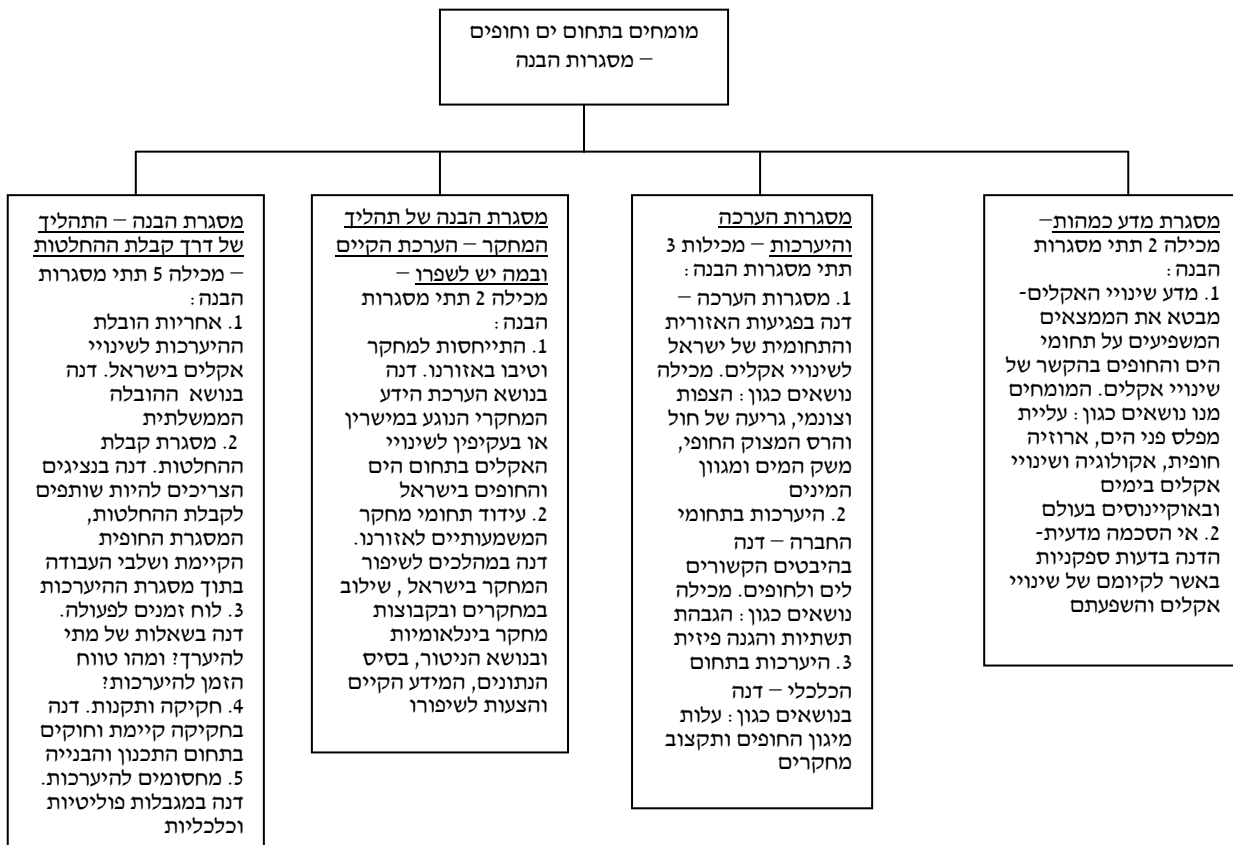 מומחים בתחום ים וחופים
– מסגרות הבנה
מסגרת מדע כמהות–
מכילה 2 תתי מסגרות
הבנה :
1. מדע שינויי האקלים-
מבטא את הממצאים
המשפיעים על תחומי
הים והחופים בהקשר של
שינויי אקלים. המומחים
מנו נושאים כגון : עליית
מפלס פני הים, ארוזיה
חופית, אקולוגיה ושינויי
אקלים בימים
ובאוקיינוסים בעולם
2. אי הסכמה מדעית-
הדנה בדעות ספקניות
באשר לקיומם של שינויי
אקלים והשפעתם
מסגרות הערכה
והיערכות – מכילות 3
תתי מסגרות הבנה :
1. מסגרות הערכה –
דנה בפגיעות האזורית
והתחומית של ישראל
לשינויי אקלים. מכילה
נושאים כגון : הצפות
וצונמי, גריעה של חול
והרס המצוק החופי,
משק המים ומגוון
המינים
2. היערכות בתחומי
החברה – דנה
בהיבטים הקשורים
לים ולחופים. מכילה
נושאים כגון : הגבהת
תשתיות והגנה פיזית
3. היערכות בתחום
הכלכלי – דנה
בנושאים כגון : עלות
מיגון החופים ותקצוב
מחקרים
מסגרת הבנה של תהליך
המחקר – הערכת הקיים
ובמה יש לשפרו –
מכילה 2 תתי מסגרות
הבנה :
1. התייחסות למחקר
וטיבו באזורנו. דנה
בנושא הערכת הידע
המחקרי הנוגע במישרין
או בעקיפין לשינויי
האקלים בתחום הים
והחופים בישראל
2. עידוד תחומי מחקר
המשמעותיים לאזורנו.
דנה במהלכים לשיפור
המחקר בישראל , שילוב
במחקרים ובקבוצות
מחקר בינלאומיות
ובנושא הניטור, בסיס
הנתונים, המידע הקיים
והצעות לשיפורו
מסגרת הבנה – התהליך
של דרך קבלת ההחלטות
– מכילה 5 תתי מסגרות
הבנה :
1. אחריות הובלת
ההיערכות לשינויי
אקלים בישראל. דנה
בנושא ההובלה
הממשלתית
2. מסגרת קבלת
ההחלטות. דנה בנציגים
הצריכים להיות שותפים
לקבלת ההחלטות,
המסגרת החופית
הקיימת ושלבי העבודה
בתוך מסגרת ההיערכות
3. לוח זמנים לפעולה.
דנה בשאלות של מתי
להיערך? ומהו טווח
הזמן להיערכות?
4. חקיקה ותקנות. דנה
בחקיקה קיימת וחוקים
בתחום התכנון והבנייה
5. מחסומים להיערכות.
דנה במגבלות פוליטיות
וכלכליות